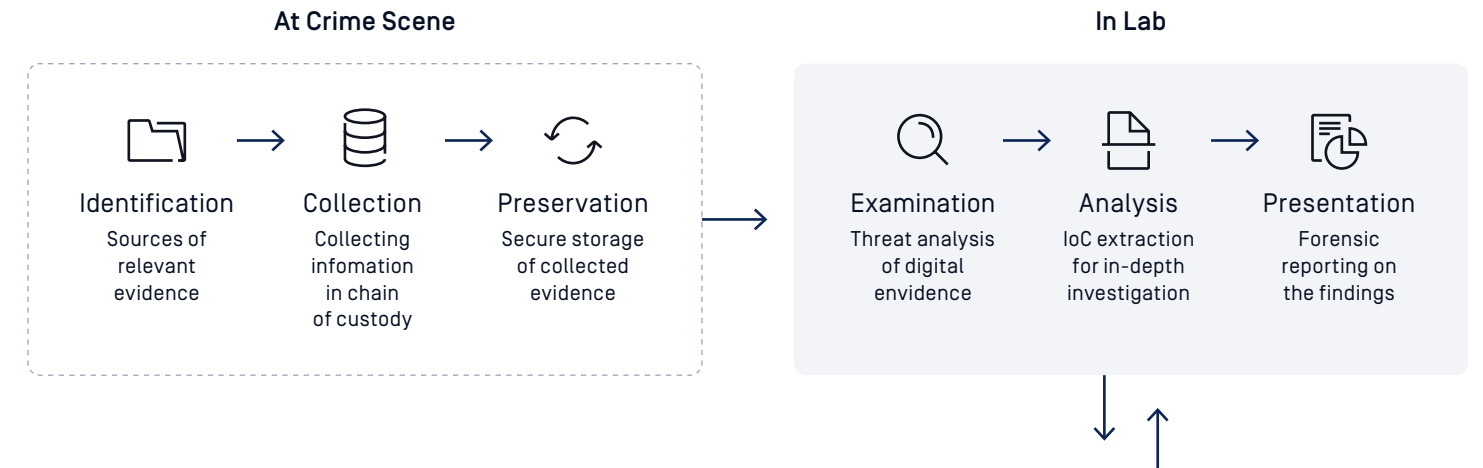 At Crime Scene
Identification
Sources of
relevant
evidence
Collection
Collecting
infomation
in chain
of custody
Preservation
Secure storage
of collected
evidence
In Lab
Examination
Threat analysis
of digital
envidence
Analysis
IoC extraction
for in-depth
investigation
Presentation
Forensic
reporting on
the findings